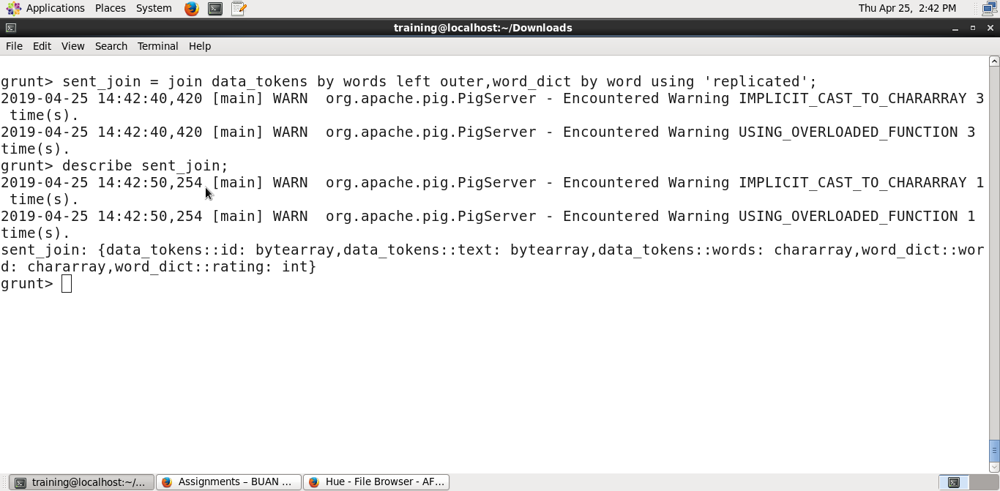 Applications Places System Thu Apr 25, 2:42 PM
training@localhost:~/Downloads
File Edit View Search Terminal Help
grunt> sent_join = join data_tokens by words left outer,word_dict by word using 'replicated';
2019-04-25 14:42:40,420 [main] WARN  org.apache.pig.PigServer - Encountered Warning IMPLICIT_CAST_TO_CHARARRAY 3
 time(s).
2019-04-25 14:42:40,420 [main] WARN  org.apache.pig.PigServer - Encountered Warning USING_OVERLOADED_FUNCTION 3
time(s).
grunt> describe sent_join;
2019-04-25 14:42:50,254 [main] WARN  org.apache.pig.PigServer - Encountered Warning IMPLICIT_CAST_TO_CHARARRAY 1
 time(s).
2019-04-25 14:42:50,254 [main] WARN  org.apache.pig.PigServer - Encountered Warning USING_OVERLOADED_FUNCTION 1
time(s).
sent_join: {data_tokens::id: bytearray,data_tokens::text: bytearray,data_tokens::words: chararray,word_dict::wor
d: chararray,word_dict::rating: int}
grunt>
training@localhost:~/... Assignments – BUAN ... Hue - File Browser - AF...